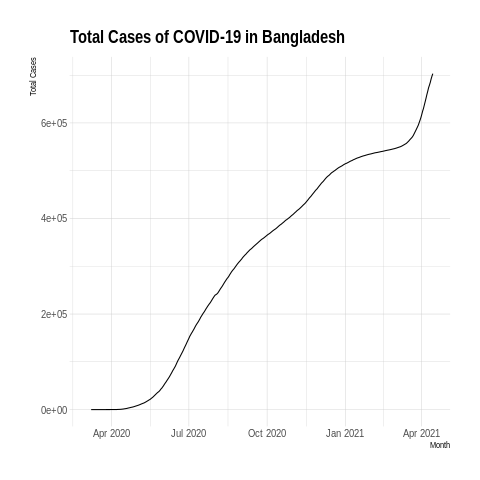 Total Cases of COVID-19 in Bangladesh
Total Cases
6e+05
4e+05
2e+05
0e+00
Apr 2020 Jul 2020 Oct 2020 Jan 2021 Apr 2021
Month